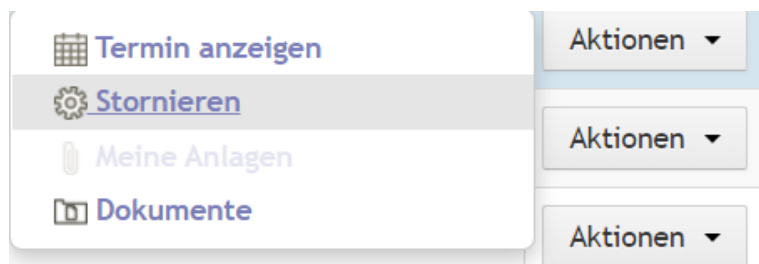 Termin anzeigen
Stornieren
Meine Anlagen
Dokumente
Aktionen
Aktionen
Aktionen